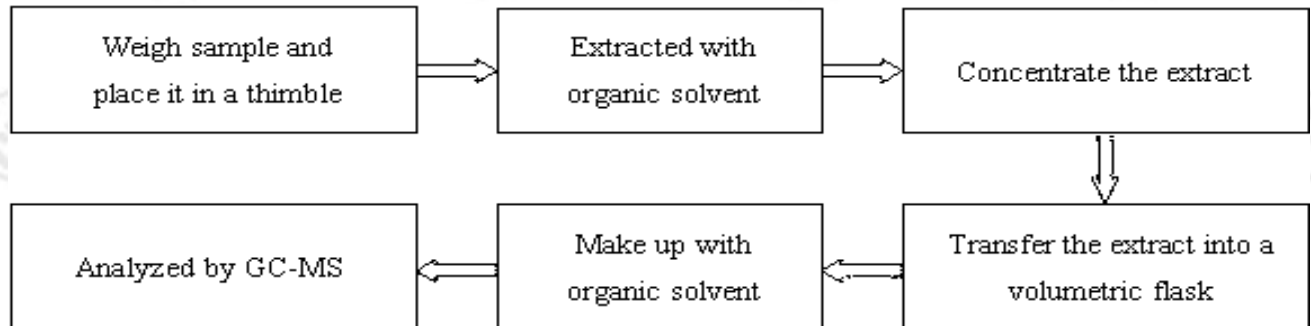 Weigh sample and
place it in a thimble
Extracted with
organic solvent
Concentrate the extract
Transfer the extract into a
volumetric flask
Make up with
organic solvent
Analyzed by GC-MS